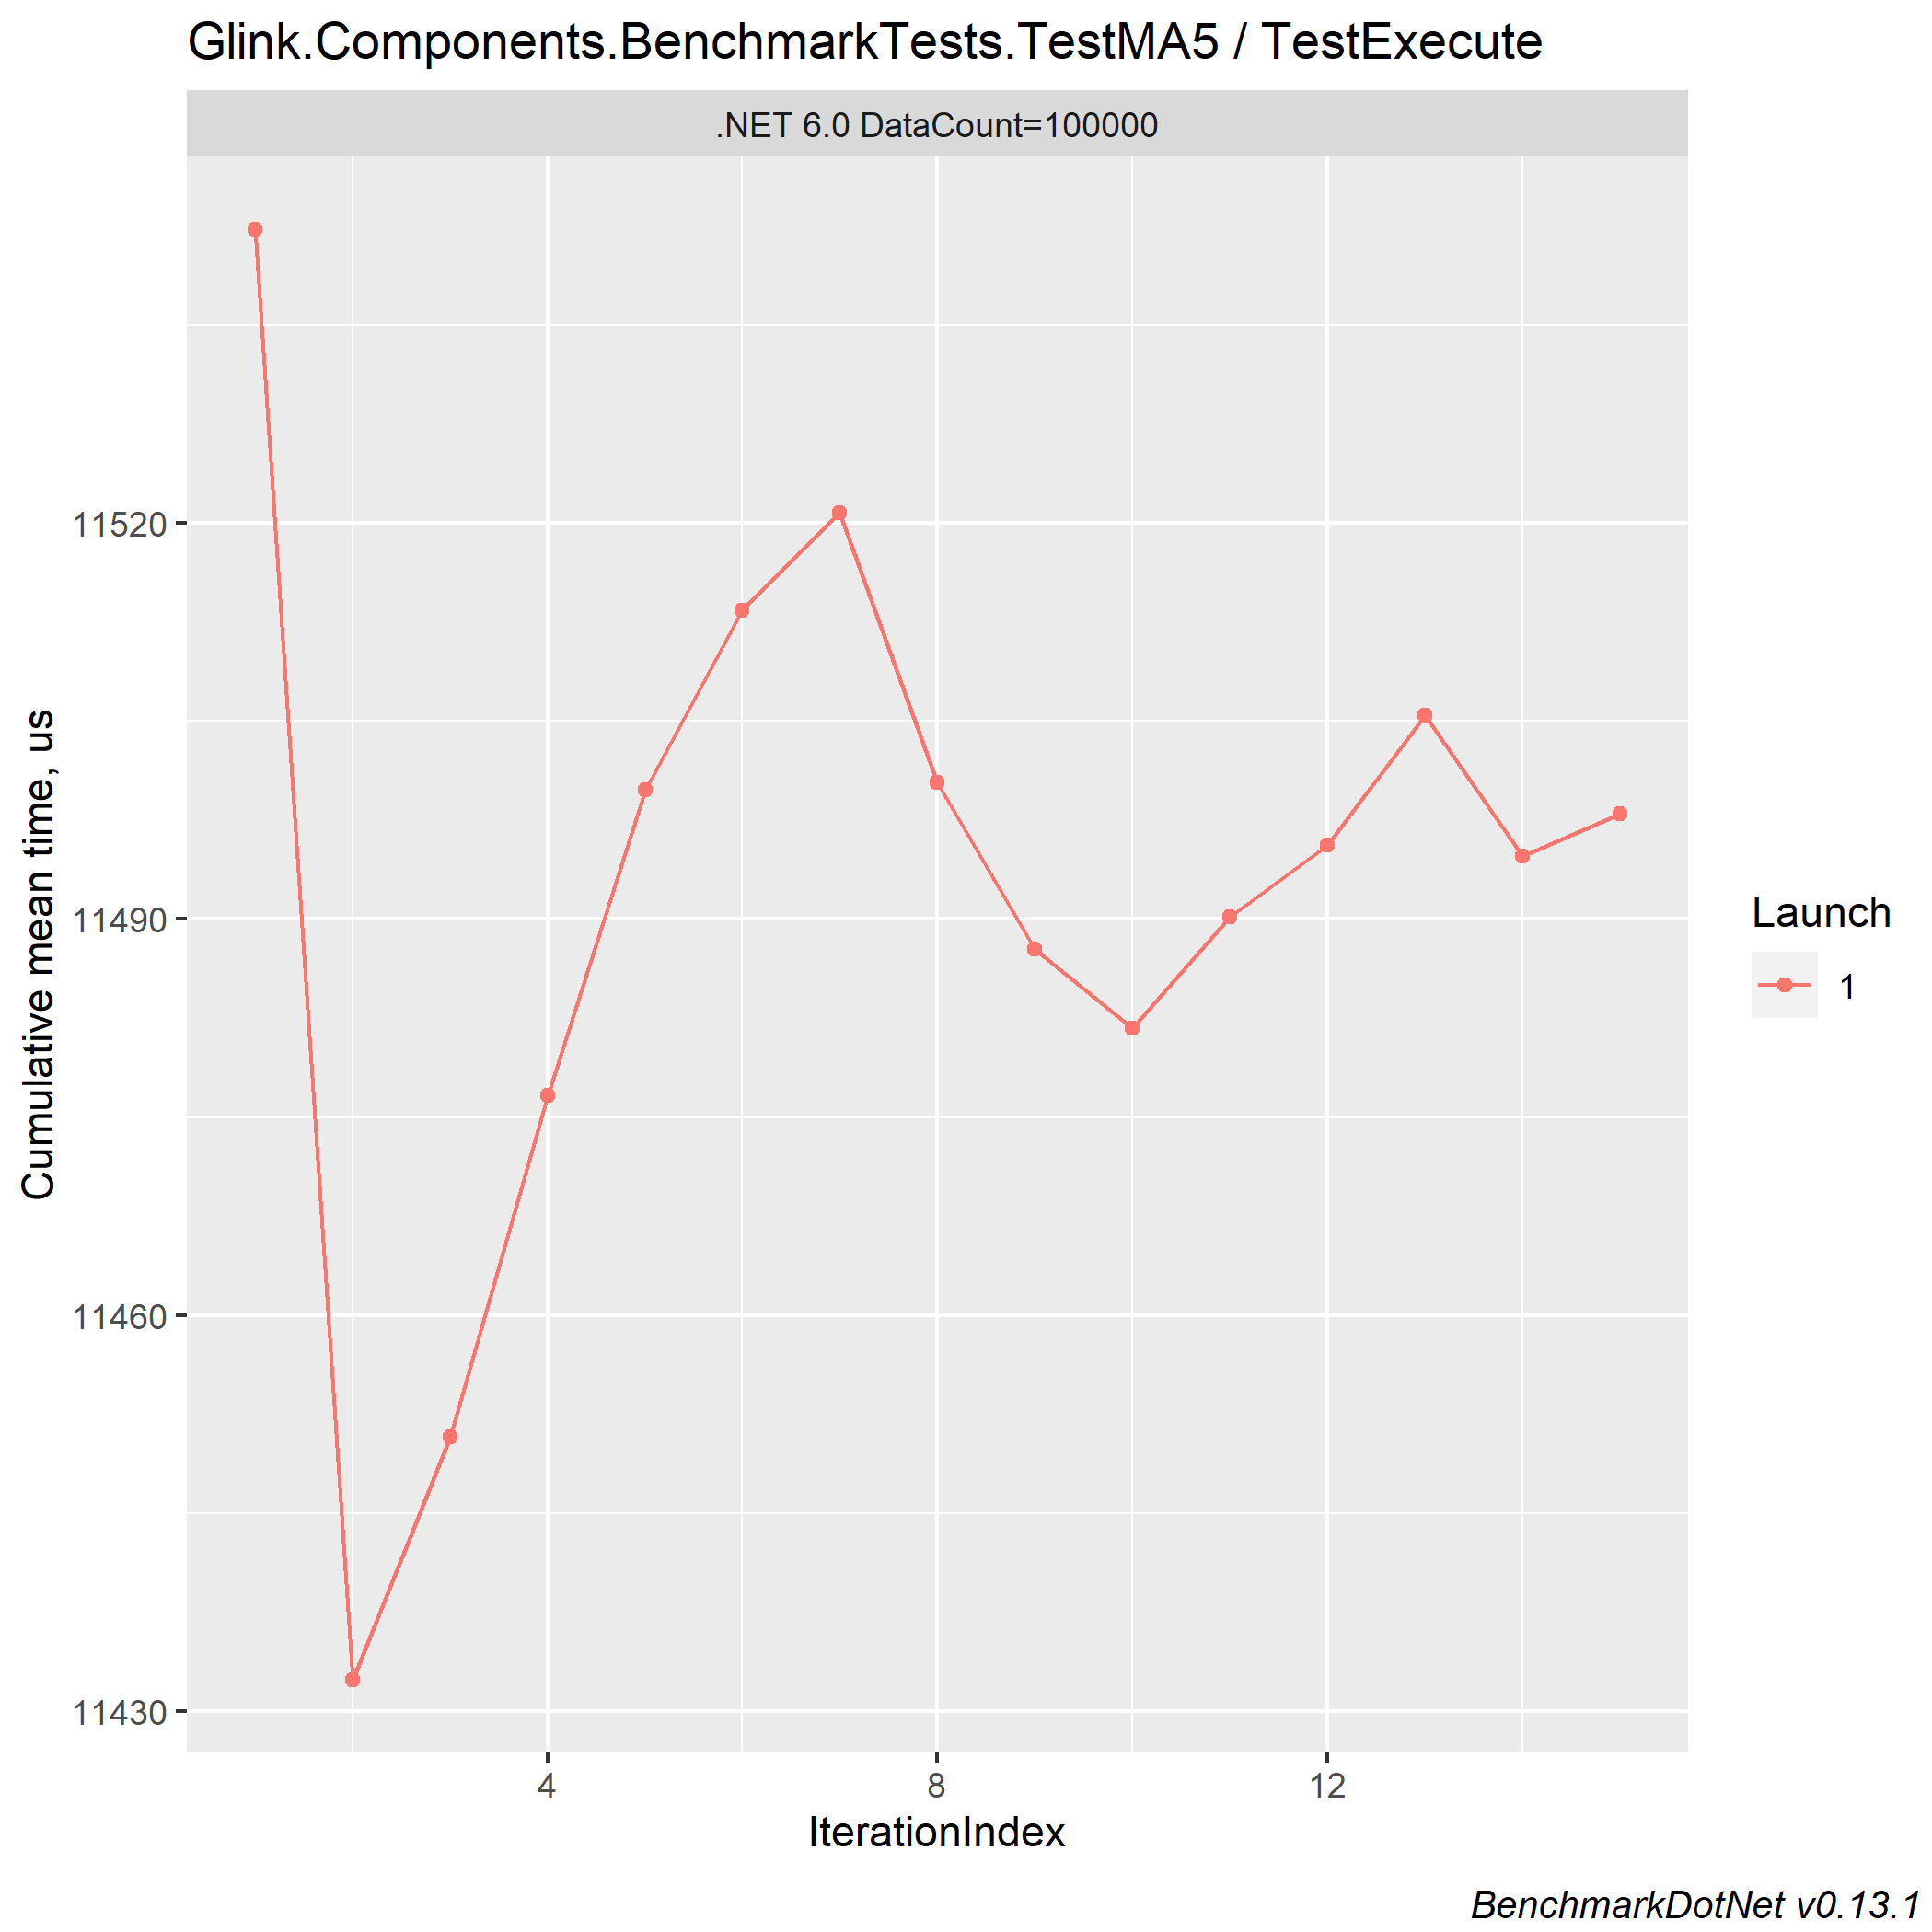 Glink.Components.BenchmarkTests.TestMA5 / TestExecute
.NET 6.0 DataCount=100000
Cumulative mean time, us
11520
11490
11460
11430
4
8
12
IterationIndex
Launch
1
BenchmarkDotNet v0.13.1